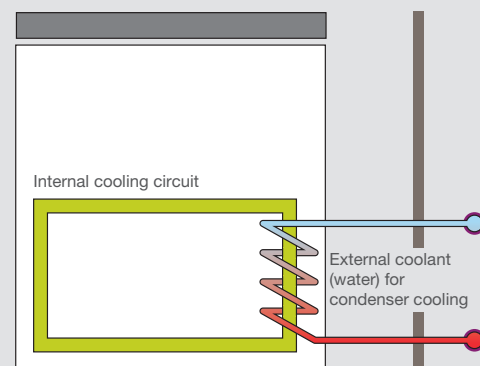 Internal cooling circuit
External coolant
(water) for
condenser cooling